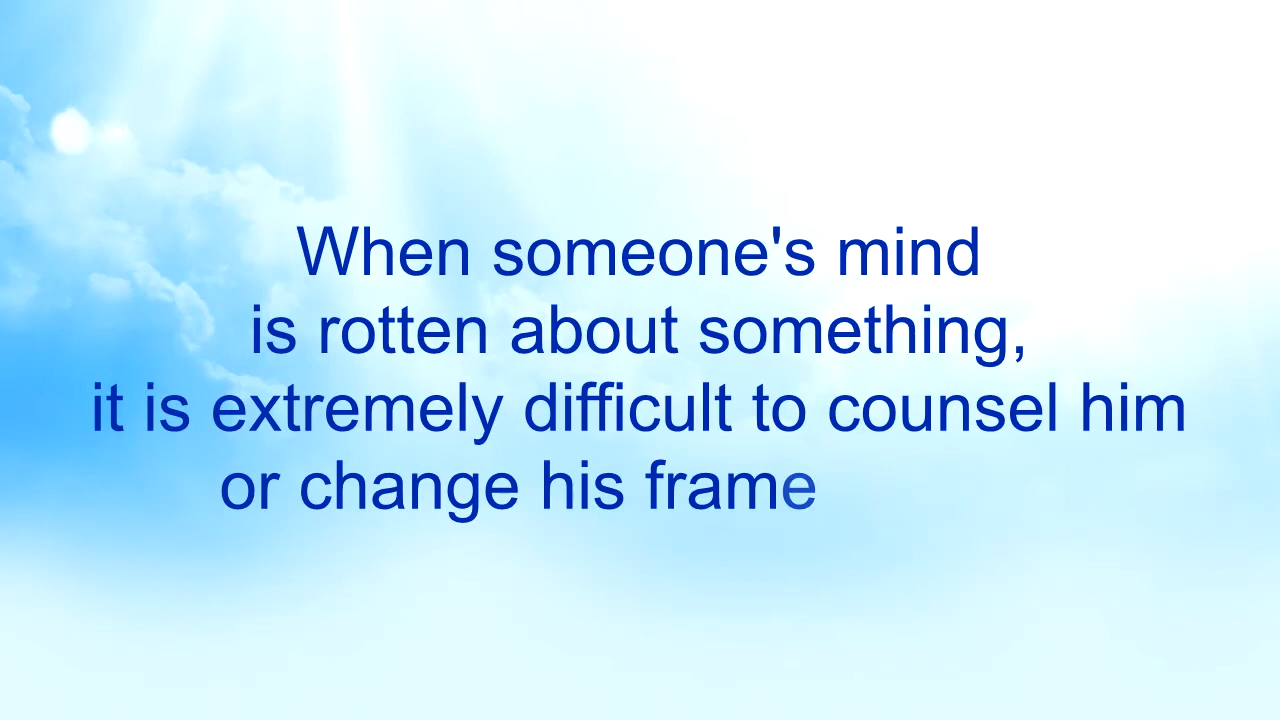 When someone's mind
is rotten about something,
it is extremely difficult to counsel him
or change his frame